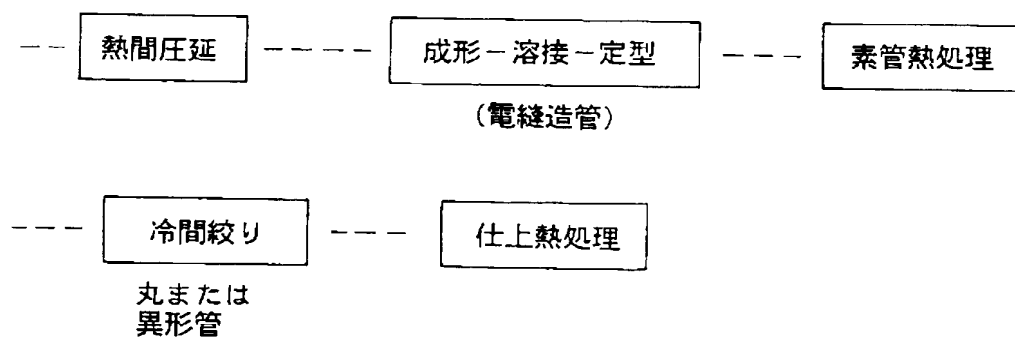 熱間圧延
成形－溶接－定型
素管熱処理
(電縫造管)
冷間絞り
仕上熱処理
丸または
異形管